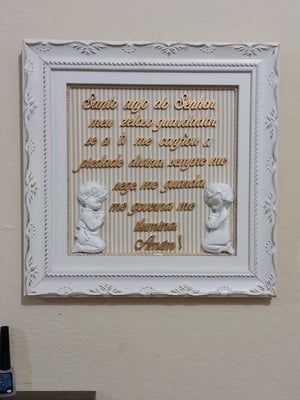 Santo anjo do Senhor
meu zeloso guardador
se a ti me confiou a
piedade divina sempre me
rege me guarda
me governa me
ilumina
Amém!